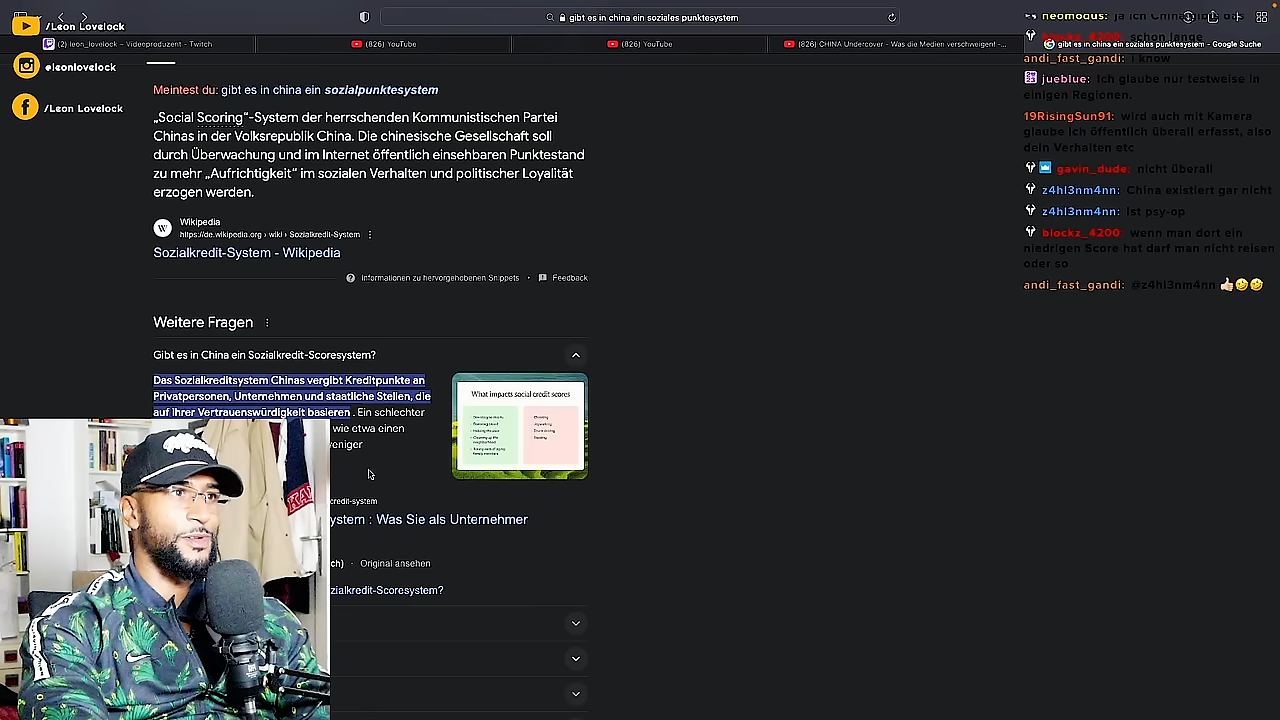 /Leon Lovelock
@leonlovelock
/Leon Lovelock
gibt es in china ein soziales punktesystem
(2) leon_lovelock – Videoproduzent - Twitch
(826) YouTube
(826) YouTube
(826) CHINA Undercover - Was die Medien verschweigen! -...
gibt es in china ein soziales punktesystem - Google Suche
Meintest du: gibt es in china ein sozialpunktesystem
„Social Scoring“-System der herrschenden Kommunistischen Partei
Chinas in der Volksrepublik China. Die chinesische Gesellschaft soll
durch Überwachung und im Internet öffentlich einsehbaren Punktestand
zu mehr „Aufrichtigkeit“ im sozialen Verhalten und politischer Loyalität
erzogen werden.
W
Wikipedia
https://de.wikipedia.org › wiki › Sozialkredit-System
Sozialkredit-System - Wikipedia
Informationen zu hervorgehobenen Snippets • Feedback
Weitere Fragen
Gibt es in China ein Sozialkredit-Scoresystem?
Das Sozialkreditsystem Chinas vergibt Kreditpunkte an
Privatpersonen, Unternehmen und staatliche Stellen, die
auf ihrer Vertrauenswürdigkeit basieren . Ein schlechter
wie etwa einen
weniger
What impacts social credit scores
credit-system
ystem : Was Sie als Unternehmer
ch) · Original ansehen
zialkredit-Scoresystem?
neomodus: ja ich
blockz_4200: schon lange
andi_fast_gandi: I know
jueblue: Ich glaube nur testweise in
einigen Regionen.
19RisingSun91: wird auch mit Kamera
glaube ich öffentlich überall erfasst, also
dein Verhalten etc
gavin_dude: nicht überall
z4hl3nm4nn: China existiert gar nicht
z4hl3nm4nn: Ist psy-op
blockz_4200: wenn man dort ein
niedrigen Score hat darf man nicht reisen
oder so
andi_fast_gandi: @z4hl3nm4nn 👍🏻🤣🤣